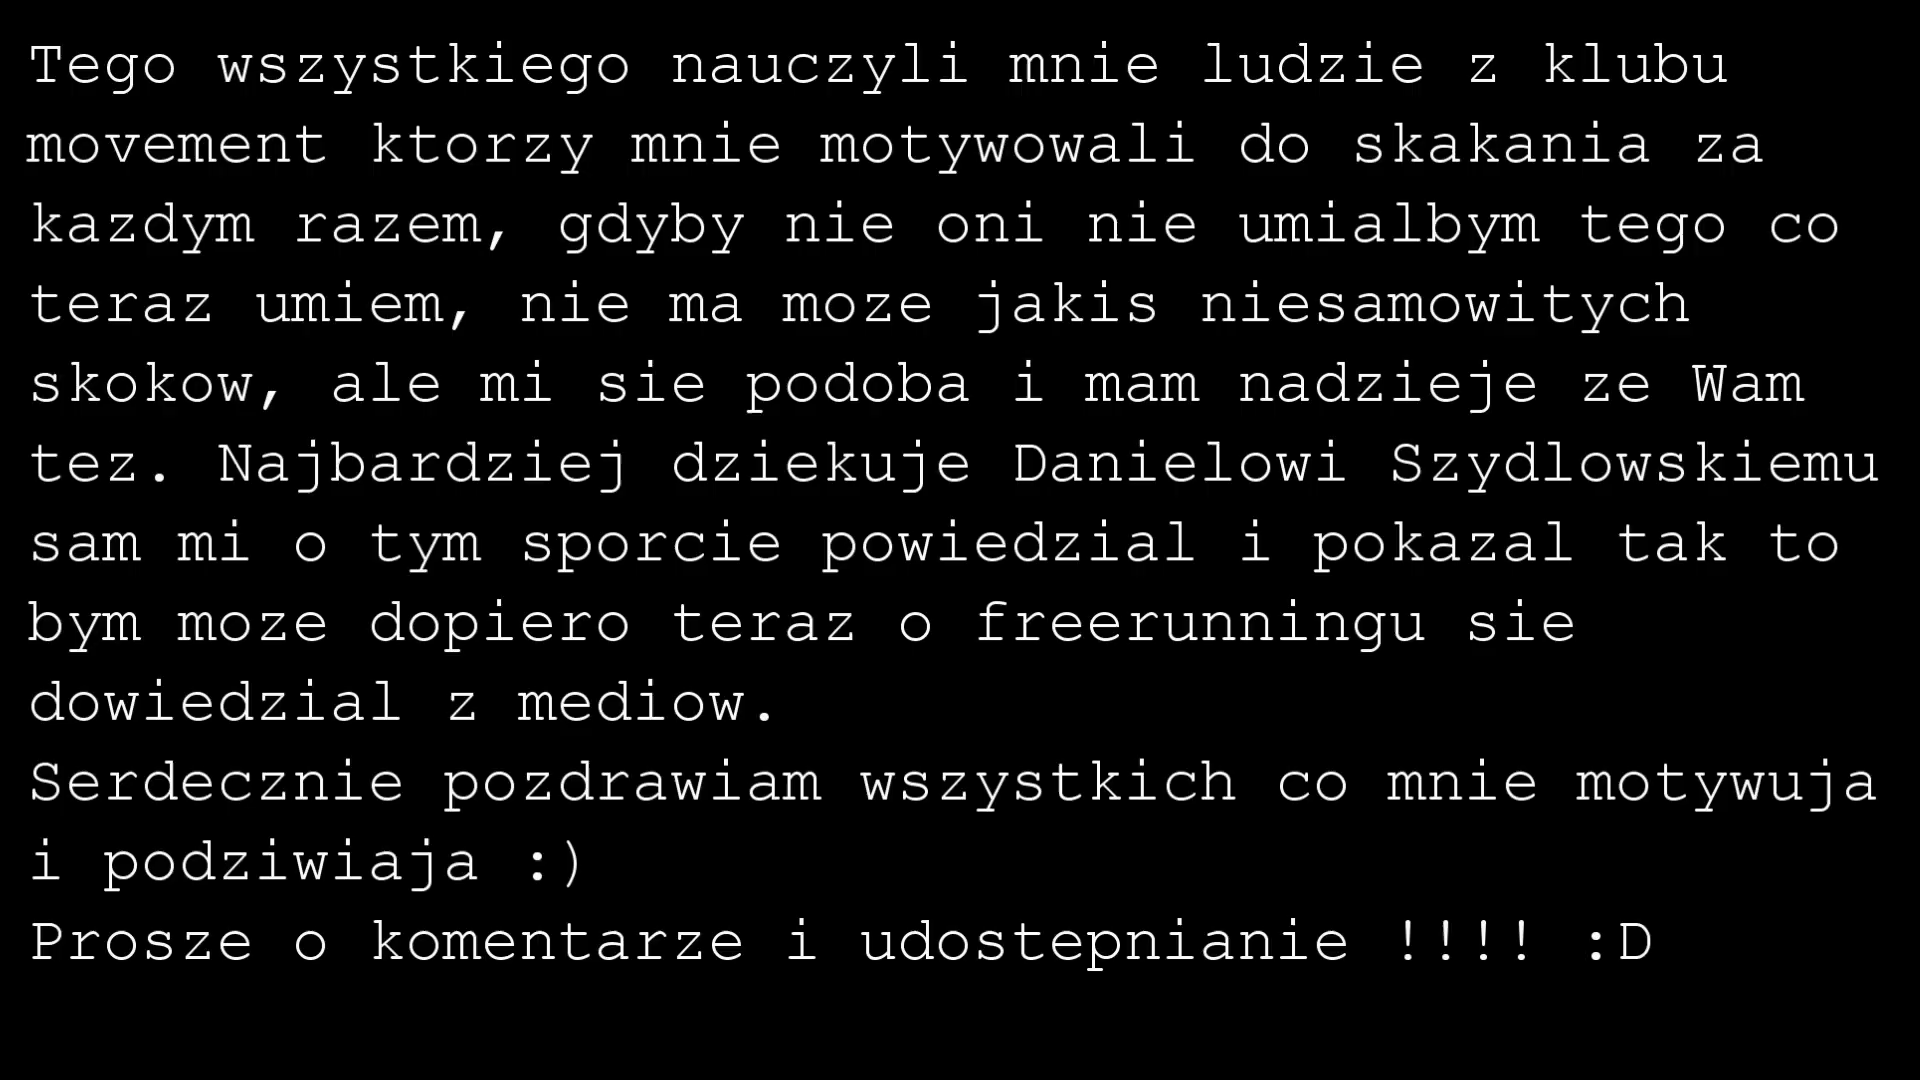 Tego wszystkiego nauczyli mnie ludzie z klubu
movement ktorzy mnie motywowali do skakania za
kazdym razem, gdyby nie oni nie umialbym tego co
teraz umiem, nie ma moze jakis niesamowitych
skokow, ale mi sie podoba i mam nadzieje ze Wam
tez. Najbardziej dziekuje Danielowi Szydlowskiemu
sam mi o tym sporcie powiedzial i pokazal tak to
bym moze dopiero teraz o freerunningu sie
dowiedzial z mediow.
Serdecznie pozdrawiam wszystkich co mnie motywuja
i podziwiaja :)
Prosze o komentarze i udostepnianie !!!! :D